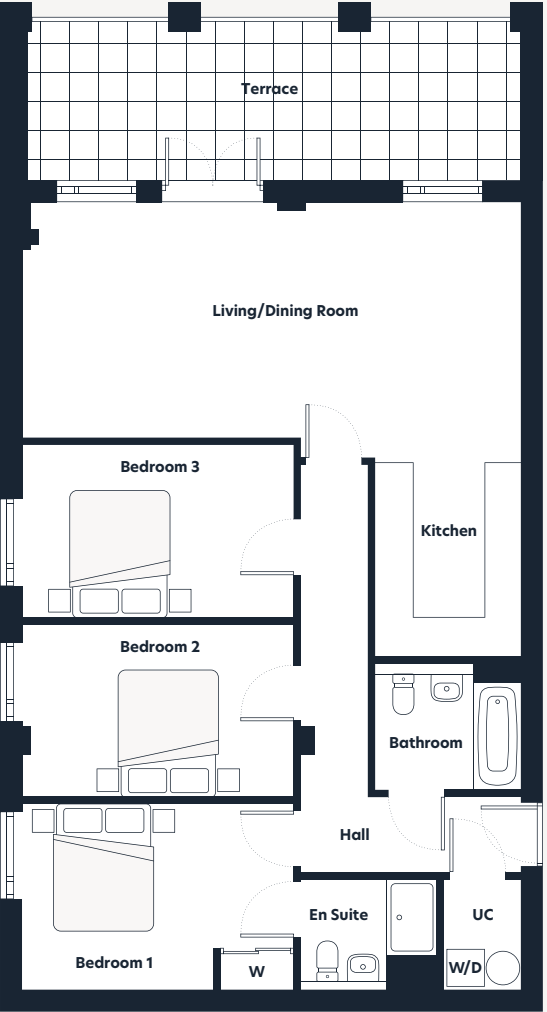 Terrace
Living/Dining Room
Bedroom 3
Kitchen
Bedroom 2
Bathroom
Hall
En Suite
UC
Bedroom 1
W
W/D